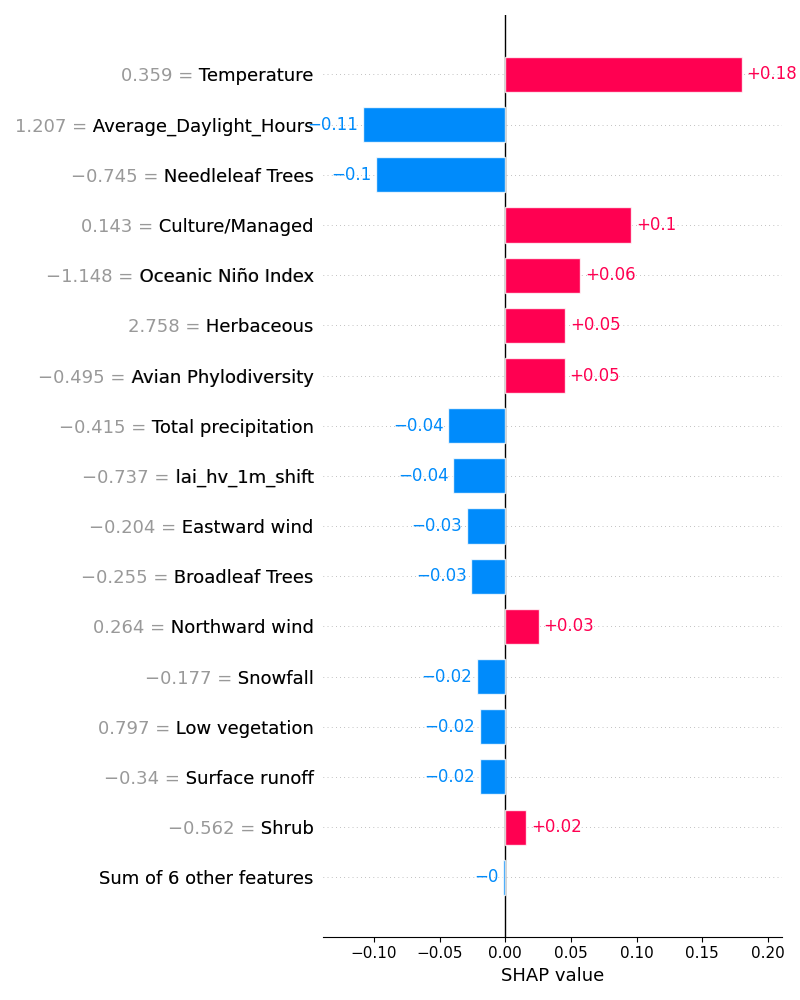 0.359 = Temperature +0.18
1.207 = Average_Daylight_Hours −0.11
−0.745 = Needleleaf Trees −0.1
0.143 = Culture/Managed +0.1
−1.148 = Oceanic Niño Index +0.06
2.758 = Herbaceous +0.05
−0.495 = Avian Phylodiversity +0.05
−0.415 = Total precipitation −0.04
−0.737 = lai_hv_1m_shift −0.04
−0.204 = Eastward wind −0.03
−0.255 = Broadleaf Trees −0.03
0.264 = Northward wind +0.03
−0.177 = Snowfall −0.02
0.797 = Low vegetation −0.02
−0.34 = Surface runoff −0.02
−0.562 = Shrub +0.02
Sum of 6 other features −0
−0.10 −0.05 0.00 0.05 0.10 0.15 0.20
SHAP value